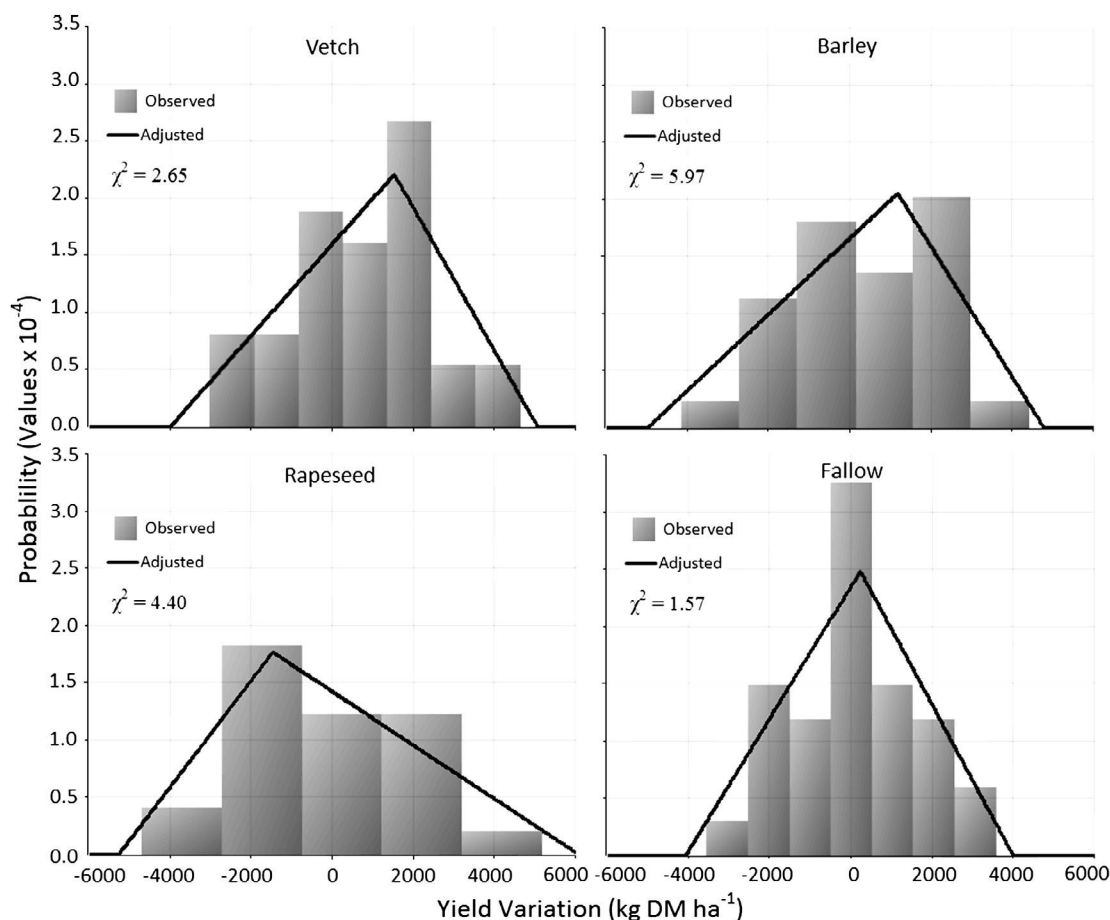 Vetch
Barley
Observed
Adjusted
χ² = 2.65
Observed
Adjusted
χ² = 5.97
3.5
3.0
2.5
2.0
1.5
1.0
0.5
0.0
Rapeseed
Fallow
Observed
Adjusted
χ² = 4.40
Observed
Adjusted
χ² = 1.57
3.5
3.0
2.5
2.0
1.5
1.0
0.5
0.0
Probablility (Values x 10⁻⁴)
-6000 -4000 -2000 0 2000 4000 6000
-6000 -4000 -2000 0 2000 4000 6000
Yield Variation (kg DM ha⁻¹)